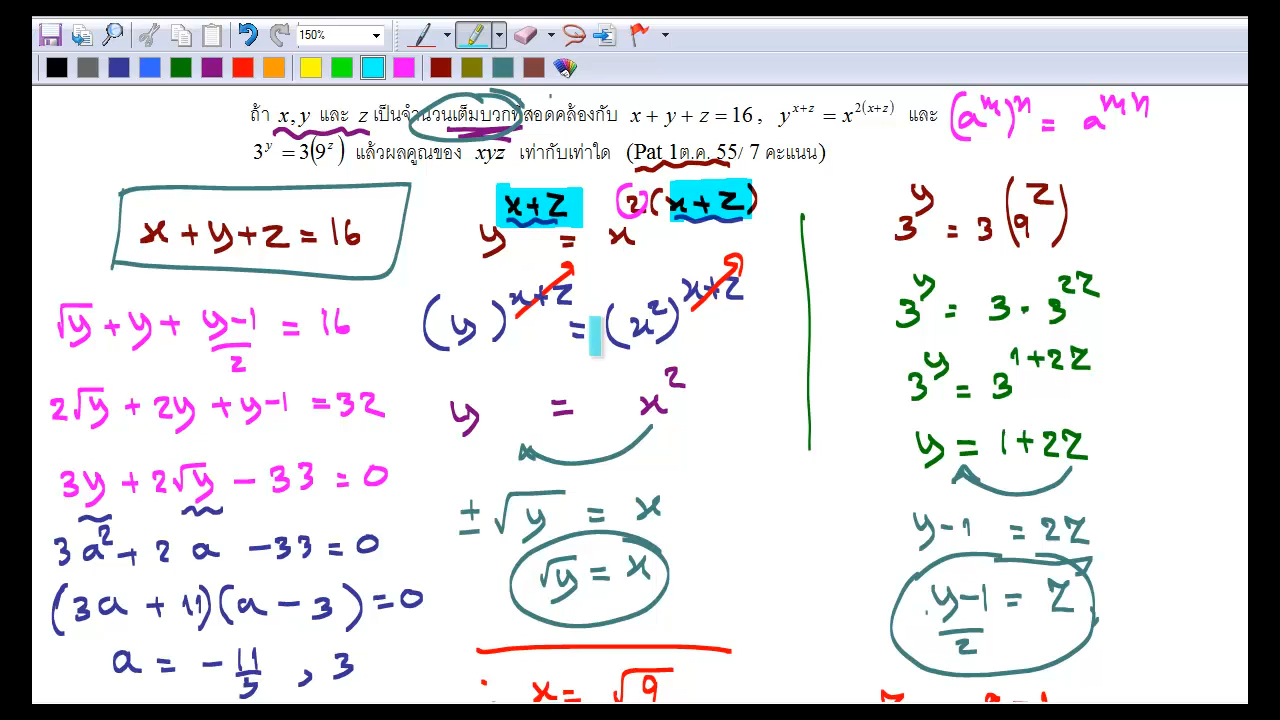 150%
ถ้า x, y และ z เป็นจำนวนเต็มบวกที่สอดคล้องกับ x + y + z = 16 , y^{x+z} = x^{2(x+z)} และ
3^y = 3(9^z) แล้วผลคูณของ xyz เท่ากับเท่าใด (Pat 1ต.ค. 55/ 7 คะแนน)
(a^m)^n = a^{mn}
x + y + z = 16
√y + y + (y-1)/2 = 16
2√y + 2y + y-1 = 32
3y + 2√y - 33 = 0
3a² + 2a - 33 = 0
(3a + 11)(a - 3) = 0
a = -11/5 , 3
y^{x+z} = x^{2(x+z)}
(y)^{x+z} = (x²)^{x+z}
y = x²
±√y = x
√y = x
x = √9
3^y = 3(9^z)
3^y = 3 · 3^{2z}
3^y = 3^{1+2z}
y = 1+2z
y-1 = 2z
(y-1)/2 = z